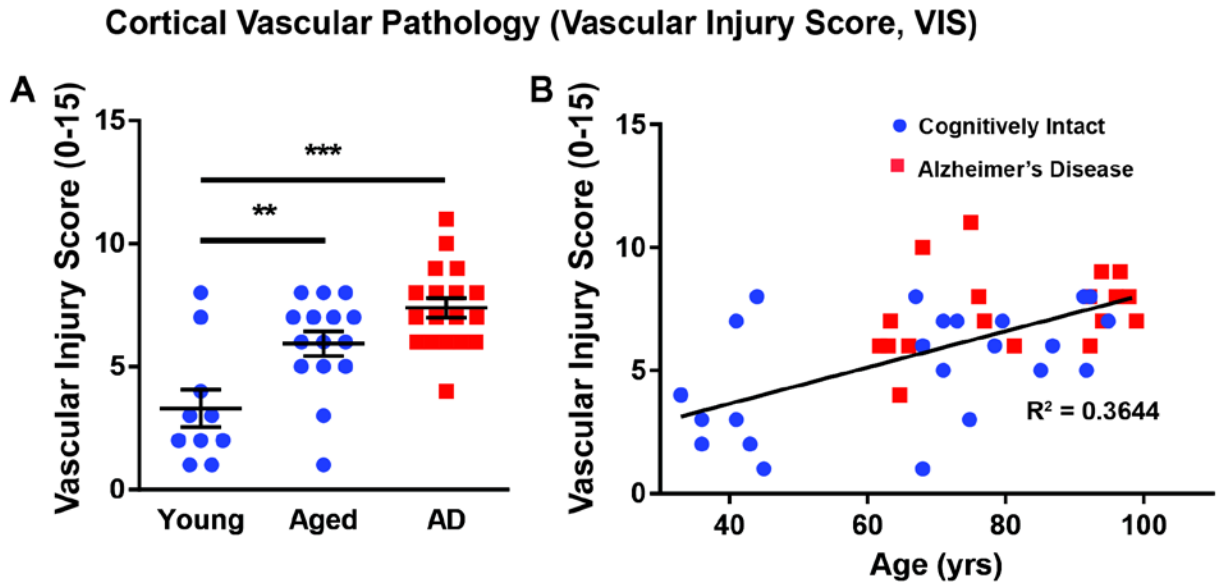 Cortical Vascular Pathology (Vascular Injury Score, VIS)
A
Vascular Injury Score (0-15)
15
10
5
0
***
**
Young Aged AD
B
Vascular Injury Score (0-15)
15
10
5
0
Cognitively Intact
Alzheimer's Disease
R² = 0.3644
40 60 80 100
Age (yrs)